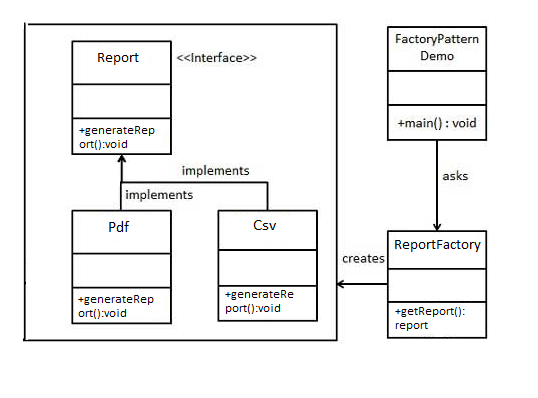 Report
<<Interface>>
+generateRep
ort():void
implements
implements
Pdf
+generateRep
ort():void
Csv
+generateRe
port():void
FactoryPattern
Demo
+main() : void
asks
ReportFactory
creates
+getReport():
report